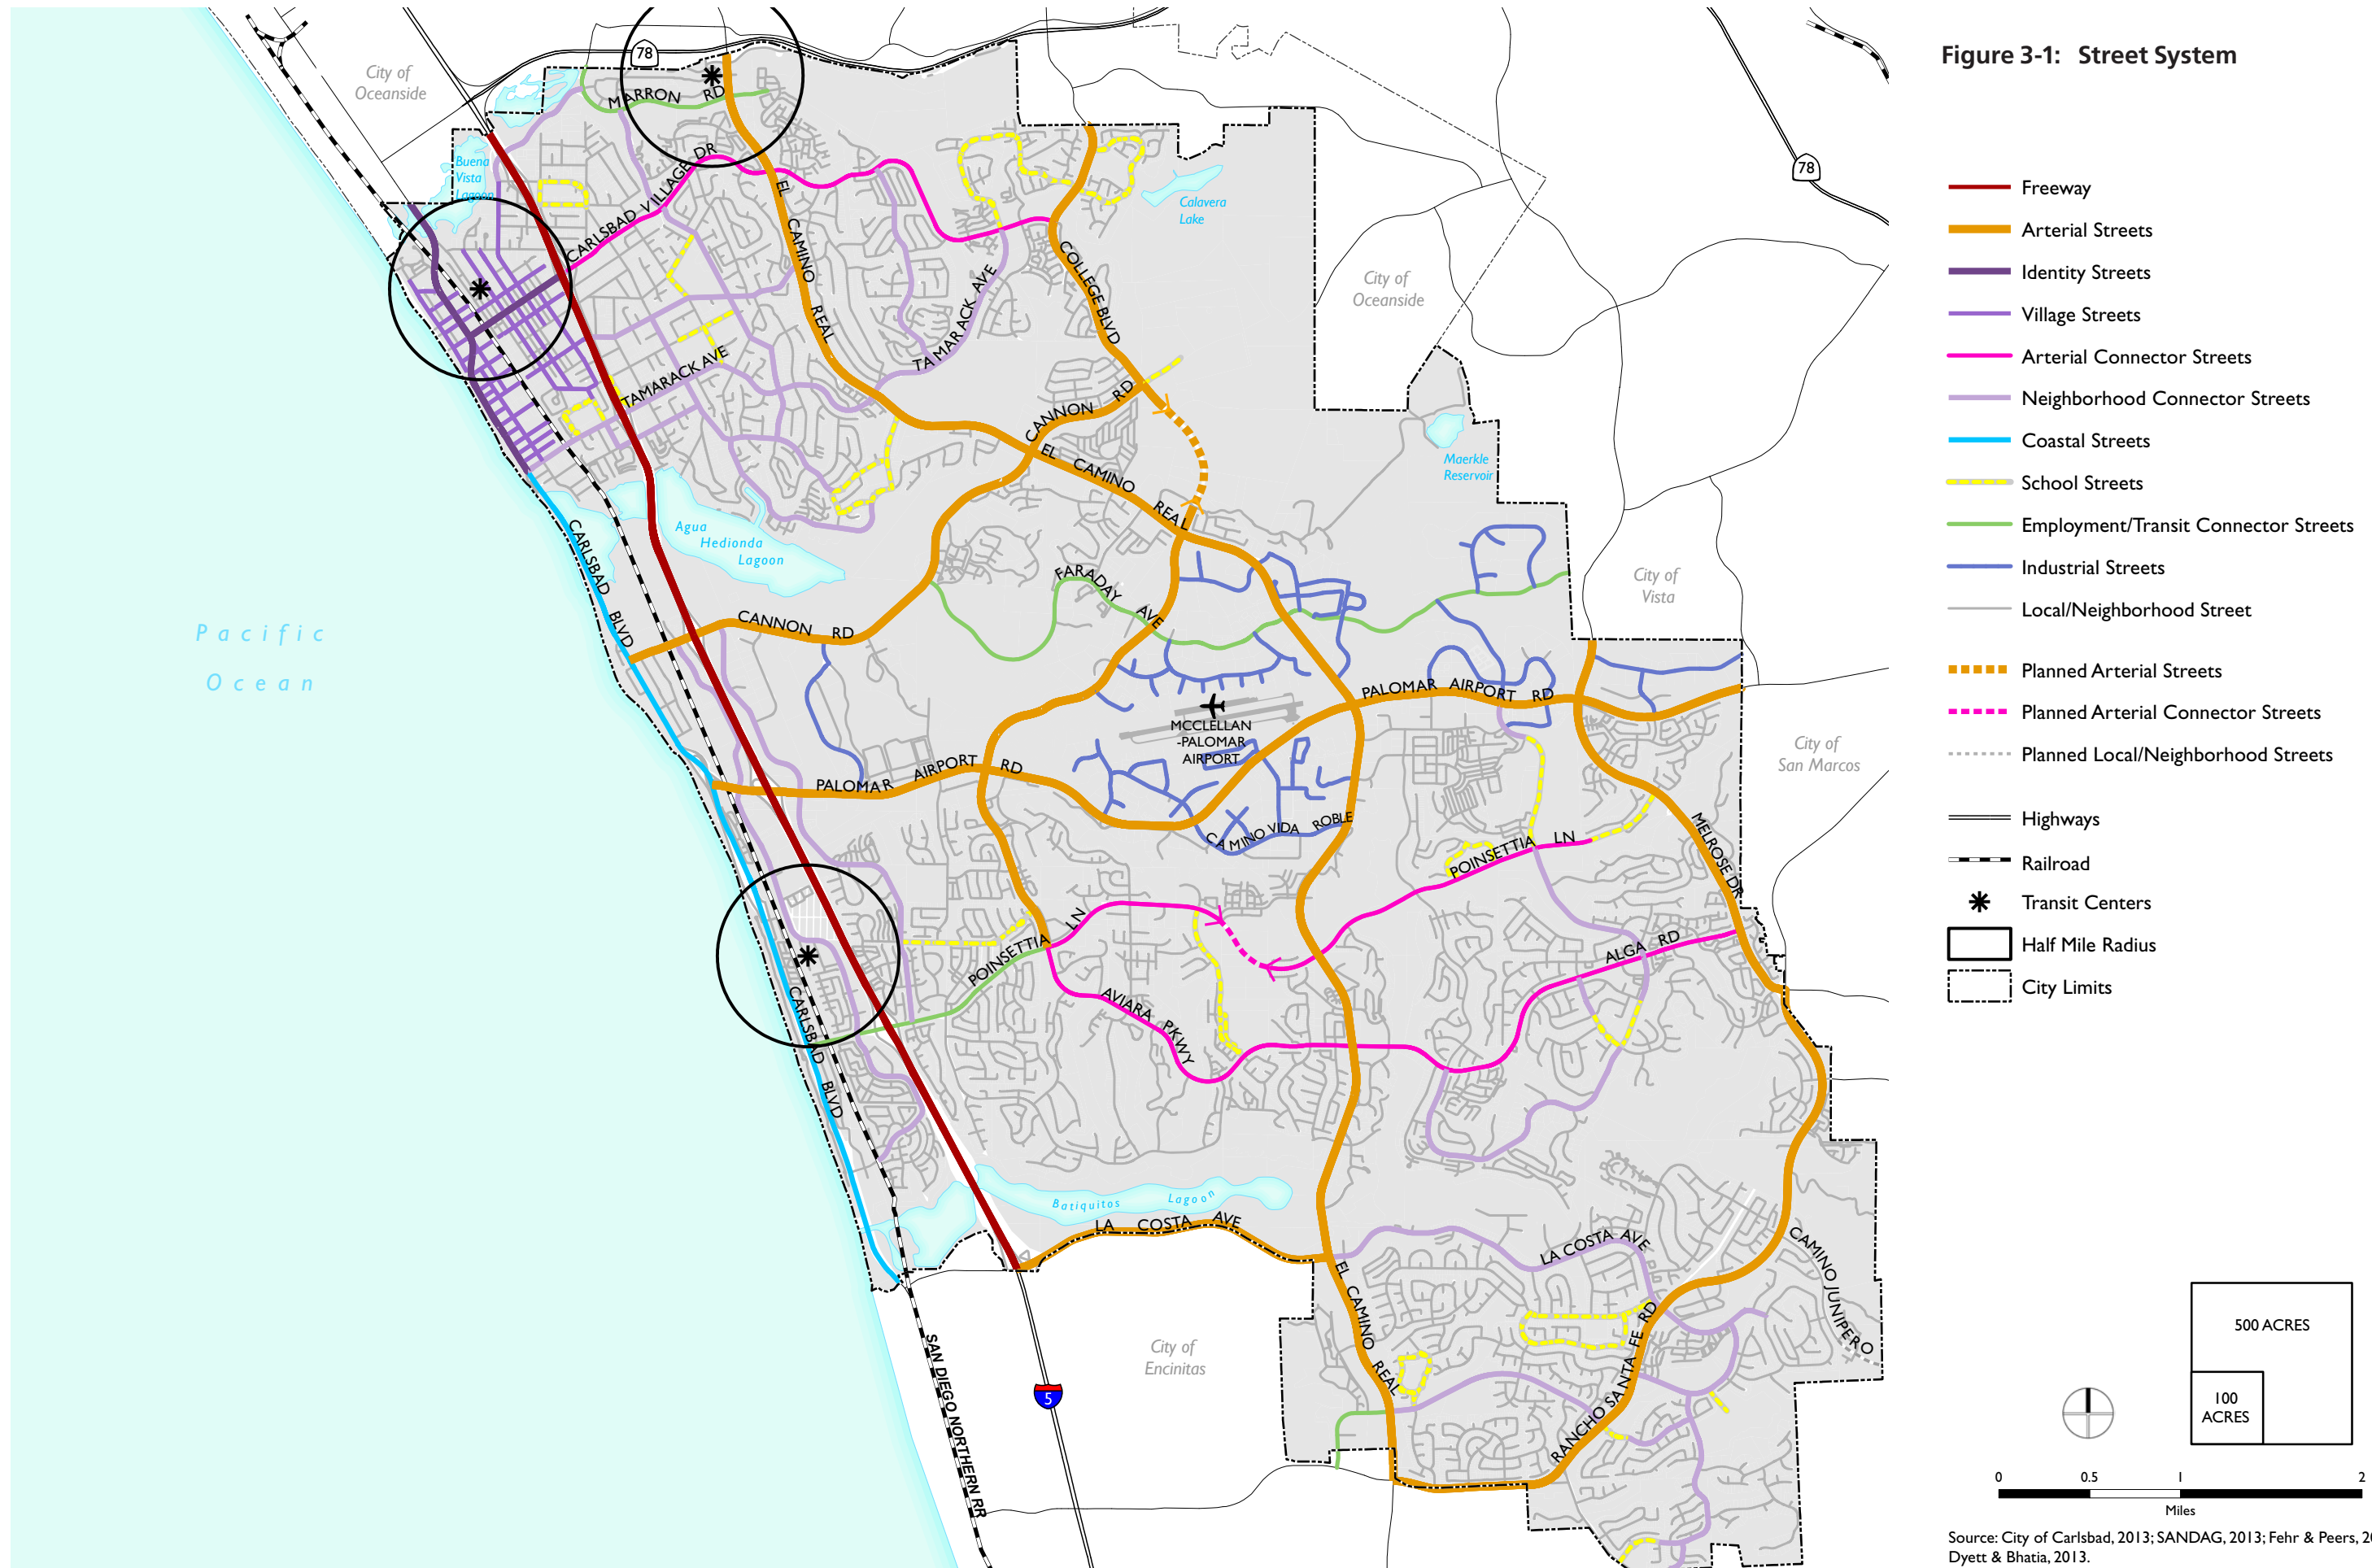 Figure 3-1: Street System
Freeway
Arterial Streets
Identity Streets
Village Streets
Arterial Connector Streets
Neighborhood Connector Streets
Coastal Streets
School Streets
Employment/Transit Connector Streets
Industrial Streets
Local/Neighborhood Street
Planned Arterial Streets
Planned Arterial Connector Streets
Planned Local/Neighborhood Streets
Highways
Railroad
Transit Centers
Half Mile Radius
City Limits
500 ACRES
100
ACRES
0 0.5 1 2
Miles
Source: City of Carlsbad, 2013; SANDAG, 2013; Fehr & Peers, 2
Dyett & Bhatia, 2013.
78
78
City of
Oceanside
MARRON RD
Buena
Vista
Lagoon
CARLSBAD VILLAGE DR
EL CAMINO REAL
Calavera
Lake
COLLEGE BLVD
TAMARACK AVE
TAMARACK AVE
City of
Oceanside
CANNON RD
EL CAMINO REAL
Maerkle
Reservoir
Agua
Hedionda
Lagoon
CARLSBAD BLVD
FARADAY AVE
CANNON RD
City of
Vista
Pacific
Ocean
PALOMAR AIRPORT RD
MCCLELLAN
-PALOMAR
AIRPORT
City of
San Marcos
PALOMAR AIRPORT RD
CAMINO VIDA ROBLE
MELROSE DR
POINSETTIA LN
POINSETTIA LN
ALGA RD
AVIARA PKWY
CARLSBAD BLVD
Batiquitos Lagoon
LA COSTA AVE
LA COSTA AVE
CAMINO JUNIPERO
EL CAMINO REAL
RANCHO SANTA FE RD
City of
Encinitas
SAN DIEGO NORTHERN RR
5